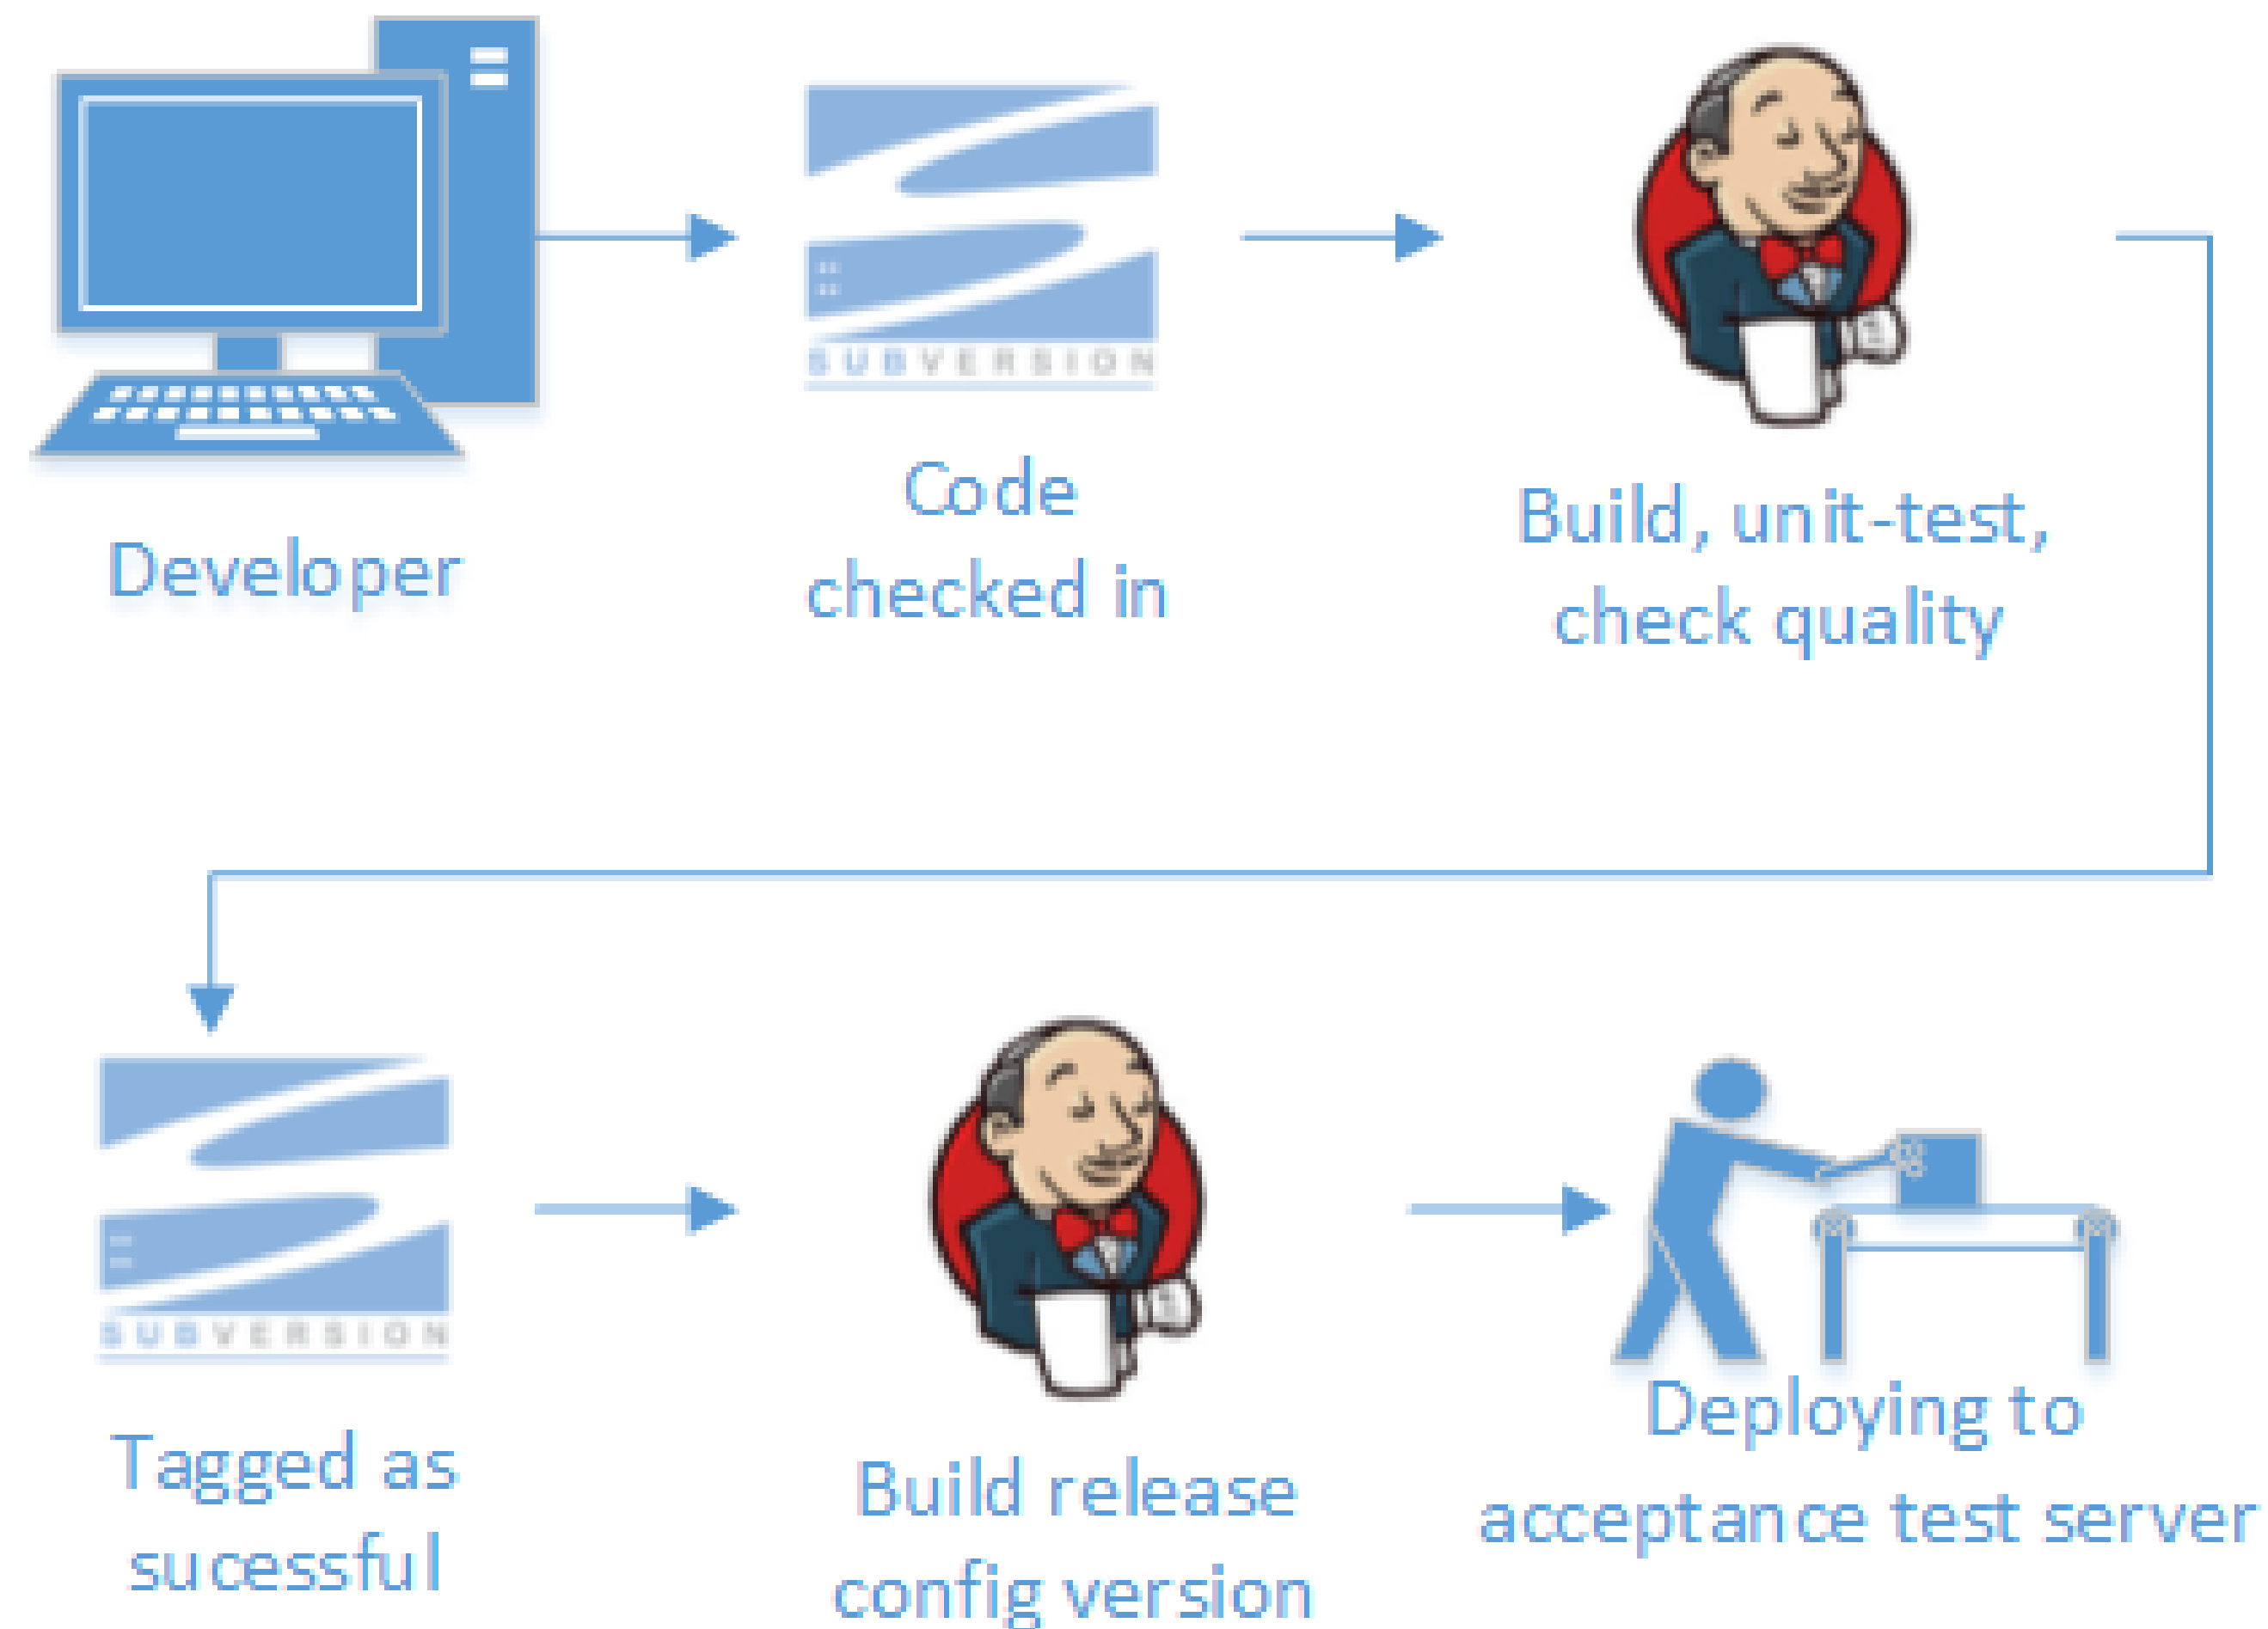 SUBVERSION
Developer
Code
checked in
Build, unit-test,
check quality
SUBVERSION
Tagged as
sucessful
Build release
config version
Deploying to
acceptance test server